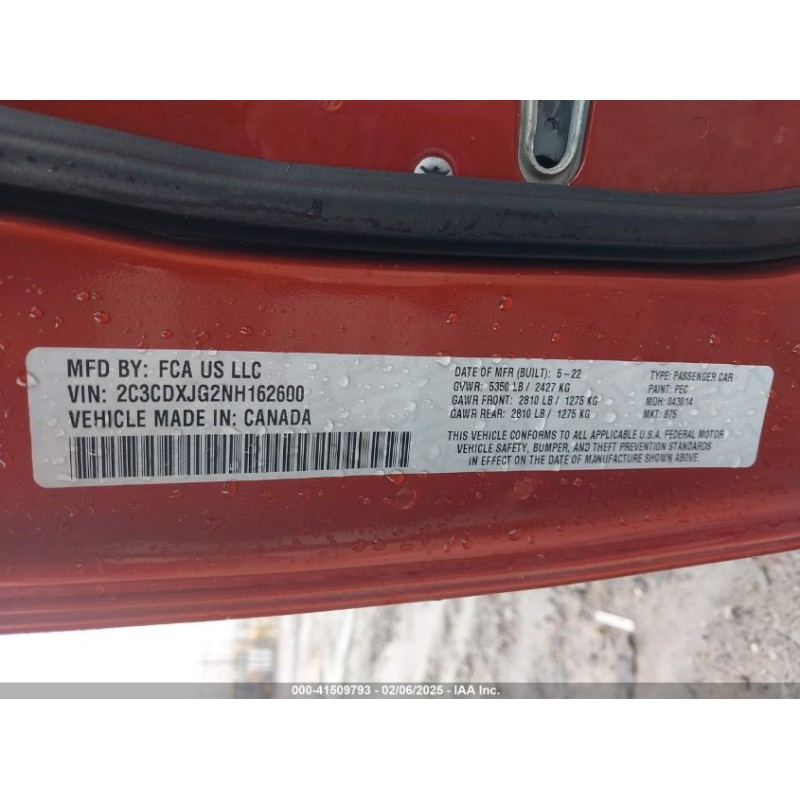 MFD BY: FCA US LLC
VIN: 2C3CDXJG2NH162600
VEHICLE MADE IN: CANADA
DATE OF MFR (BUILT): 5-22
GVWR: 5350 LB / 2427 KG
GAWR FRONT: 2810 LB / 1275 KG
GAWR REAR: 2810 LB / 1275 KG
TYPE: PASSENGER CAR
PAINT: PEC
MDH: 043014
MKT: B75
THIS VEHICLE CONFORMS TO ALL APPLICABLE U.S.A. FEDERAL MOTOR
VEHICLE SAFETY, BUMPER, AND THEFT PREVENTION STANDARDS
IN EFFECT ON THE DATE OF MANUFACTURE SHOWN ABOVE.
000-41509793 - 02/06/2025 - IAA Inc.